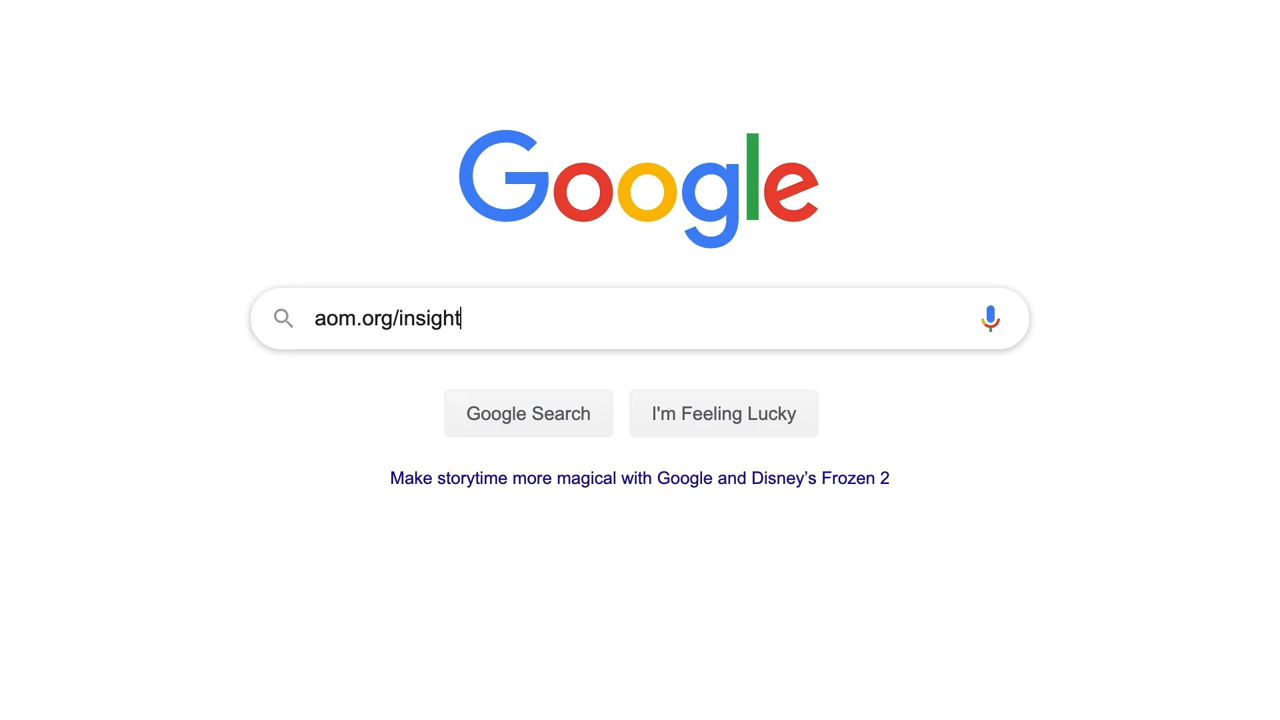 Google
aom.org/insight
Google Search
I'm Feeling Lucky
Make storytime more magical with Google and Disney’s Frozen 2